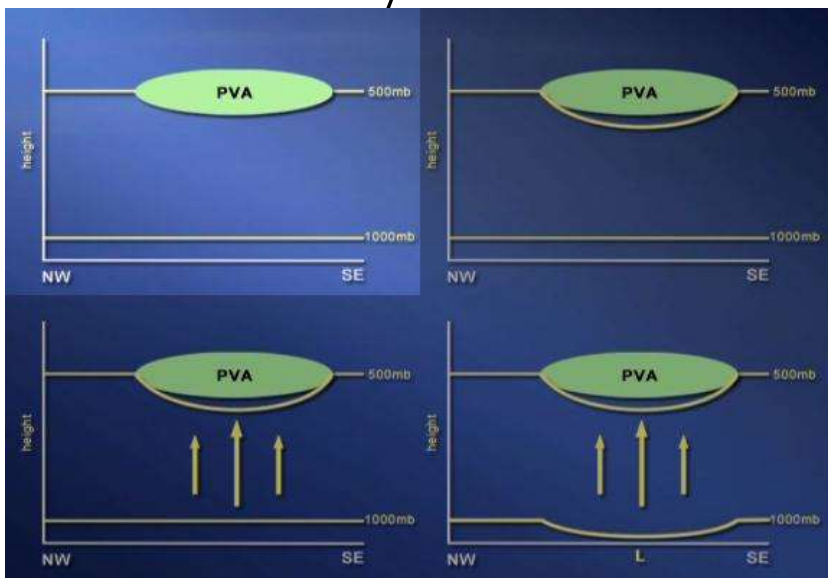 PVA
500mb
height
1000mb
NW SE
PVA
500mb
height
1000mb
NW SE
PVA
500mb
height
1000mb
NW SE
PVA
500mb
height
1000mb
NW L SE